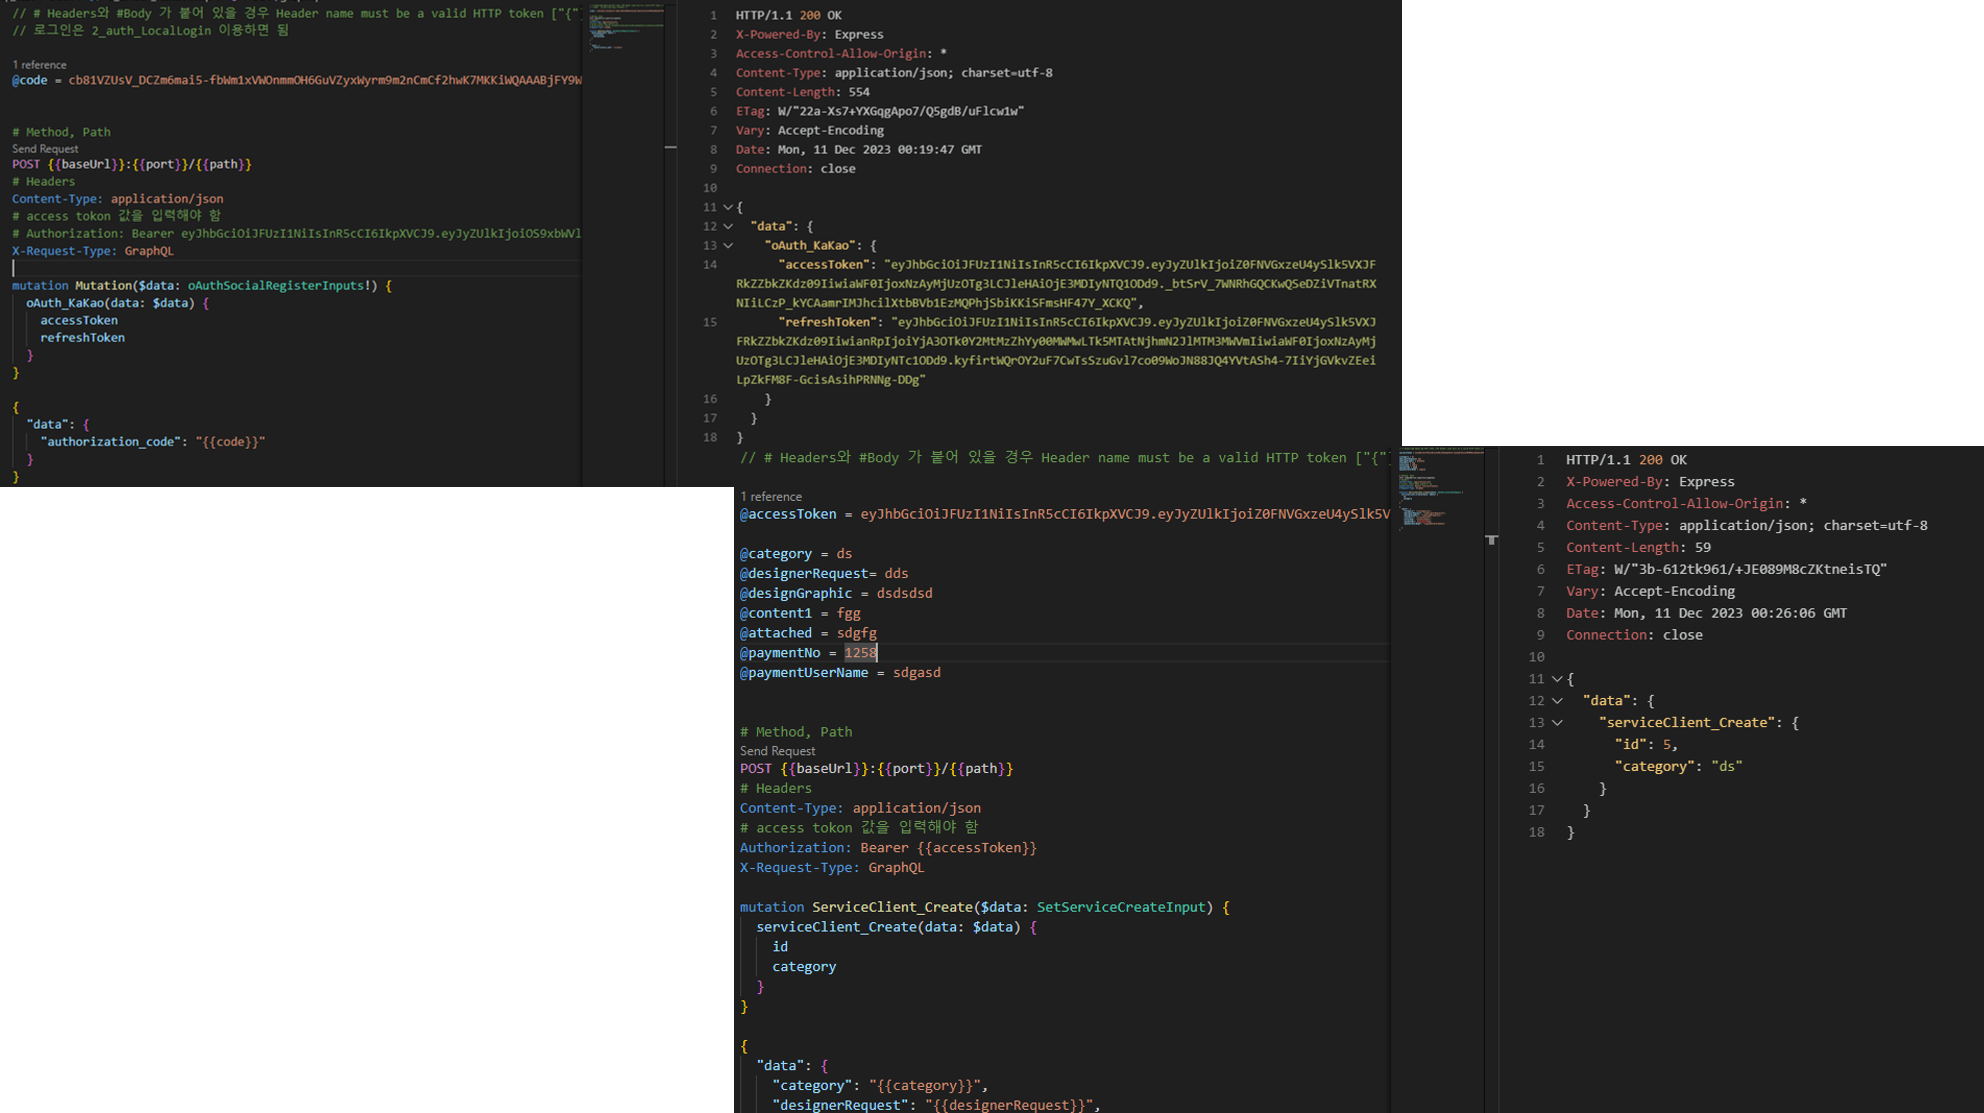 // # Headers와 #Body 가 붙어 있을 경우 Header name must be a valid HTTP token ["{"
// 로그인은 2_auth_LocalLogin 이용하면 됨
1 reference
@code = cb81VZUsV_DCZm6mai5-fbWm1xVWOnmmOH6GuVZyxWyrm9m2nCmCf2hwK7MKKiWQAAABjFY9W
# Method, Path
Send Request
POST {{baseUrl}}:{{port}}/{{path}}
# Headers
Content-Type: application/json
# access tokon 값을 입력해야 함
# Authorization: Bearer eyJhbGciOiJFUzI1NiIsInR5cCI6IkpXVCJ9.eyJyZUlkIjoiOS9xbWVl
X-Request-Type: GraphQL
mutation Mutation($data: oAuthSocialRegisterInputs!) {
oAuth_KaKao(data: $data) {
accessToken
refreshToken
}
}
{
"data": {
"authorization_code": "{{code}}"
}
}
1 HTTP/1.1 200 OK
2 X-Powered-By: Express
3 Access-Control-Allow-Origin: *
4 Content-Type: application/json; charset=utf-8
5 Content-Length: 554
6 ETag: W/"22a-Xs7+YXGqgApo7/Q5gdB/uFlcw1w"
7 Vary: Accept-Encoding
8 Date: Mon, 11 Dec 2023 00:19:47 GMT
9 Connection: close
10
11 {
12 "data": {
13 "oAuth_KaKao": {
14 "accessToken": "eyJhbGciOiJFUzI1NiIsInR5cCI6IkpXVCJ9.eyJyZUlkIjoiZ0FNVGxzeU4ySlk5VXJF
RkZZbkZKdz09IiwiaWF0IjoxNzAyMjUzOTg3LCJleHAiOjE3MDIyNTQ1ODd9._btSrV_7WNRhGQCKwQSeDZiVTnatRX
NIiLCzP_kYCAamrIMJhcilXtbBVb1EzMQPhjSbiKKiSFmsHF47Y_XCKQ",
15 "refreshToken": "eyJhbGciOiJFUzI1NiIsInR5cCI6IkpXVCJ9.eyJyZUlkIjoiZ0FNVGxzeU4ySlk5VXJ
FRkZZbkZKdz09IiwianRpIjoiYjA3OTk0Y2MtMzZhYy00MWMwLTk5MTAtNjhmN2JlMTM3MWVmIiwiaWF0IjoxNzAyMj
UzOTg3LCJleHAiOjE3MDIyNTc1ODd9.kyfirtWQrOY2uF7CwTsSzuGvl7co09WoJN88JQ4YVtASh4-7IiYjGVkvZEei
LpZkFM8F-GcisAsihPRNNg-DDg"
16 }
17 }
18 }
// # Headers와 #Body 가 붙어 있을 경우 Header name must be a valid HTTP token ["{"]
1 reference
@accessToken = eyJhbGciOiJFUzI1NiIsInR5cCI6IkpXVCJ9.eyJyZUlkIjoiZ0FNVGxzeU4ySlk5V
@category = ds
@designerRequest= dds
@designGraphic = dsdsdsd
@content1 = fgg
@attached = sdgfg
@paymentNo = 1258
@paymentUserName = sdgasd
# Method, Path
Send Request
POST {{baseUrl}}:{{port}}/{{path}}
# Headers
Content-Type: application/json
# access tokon 값을 입력해야 함
Authorization: Bearer {{accessToken}}
X-Request-Type: GraphQL
mutation ServiceClient_Create($data: SetServiceCreateInput) {
serviceClient_Create(data: $data) {
id
category
}
}
{
"data": {
"category": "{{category}}",
"designerRequest": "{{designerRequest}}",
1 HTTP/1.1 200 OK
2 X-Powered-By: Express
3 Access-Control-Allow-Origin: *
4 Content-Type: application/json; charset=utf-8
5 Content-Length: 59
6 ETag: W/"3b-612tk961/+JE089M8cZKtneisTQ"
7 Vary: Accept-Encoding
8 Date: Mon, 11 Dec 2023 00:26:06 GMT
9 Connection: close
10
11 {
12 "data": {
13 "serviceClient_Create": {
14 "id": 5,
15 "category": "ds"
16 }
17 }
18 }